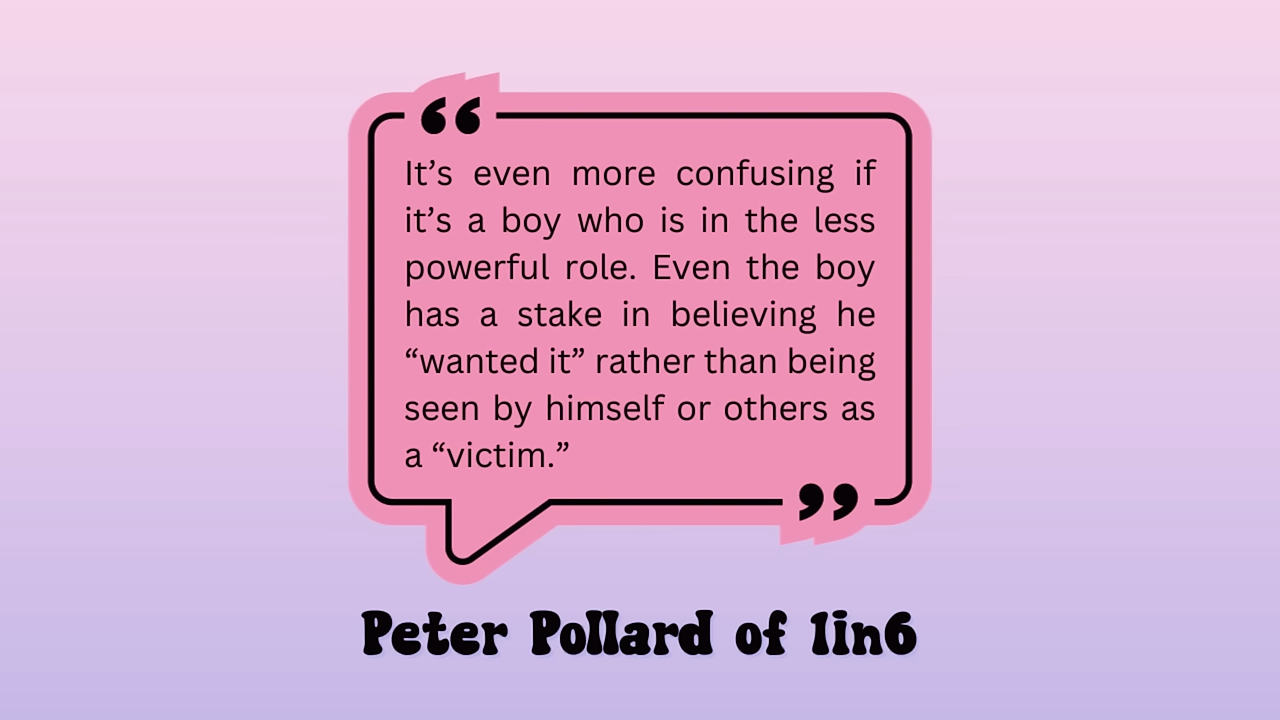 “
It’s even more confusing if
it’s a boy who is in the less
powerful role. Even the boy
has a stake in believing he
“wanted it” rather than being
seen by himself or others as
a “victim.”
”
Peter Pollard of 1in6